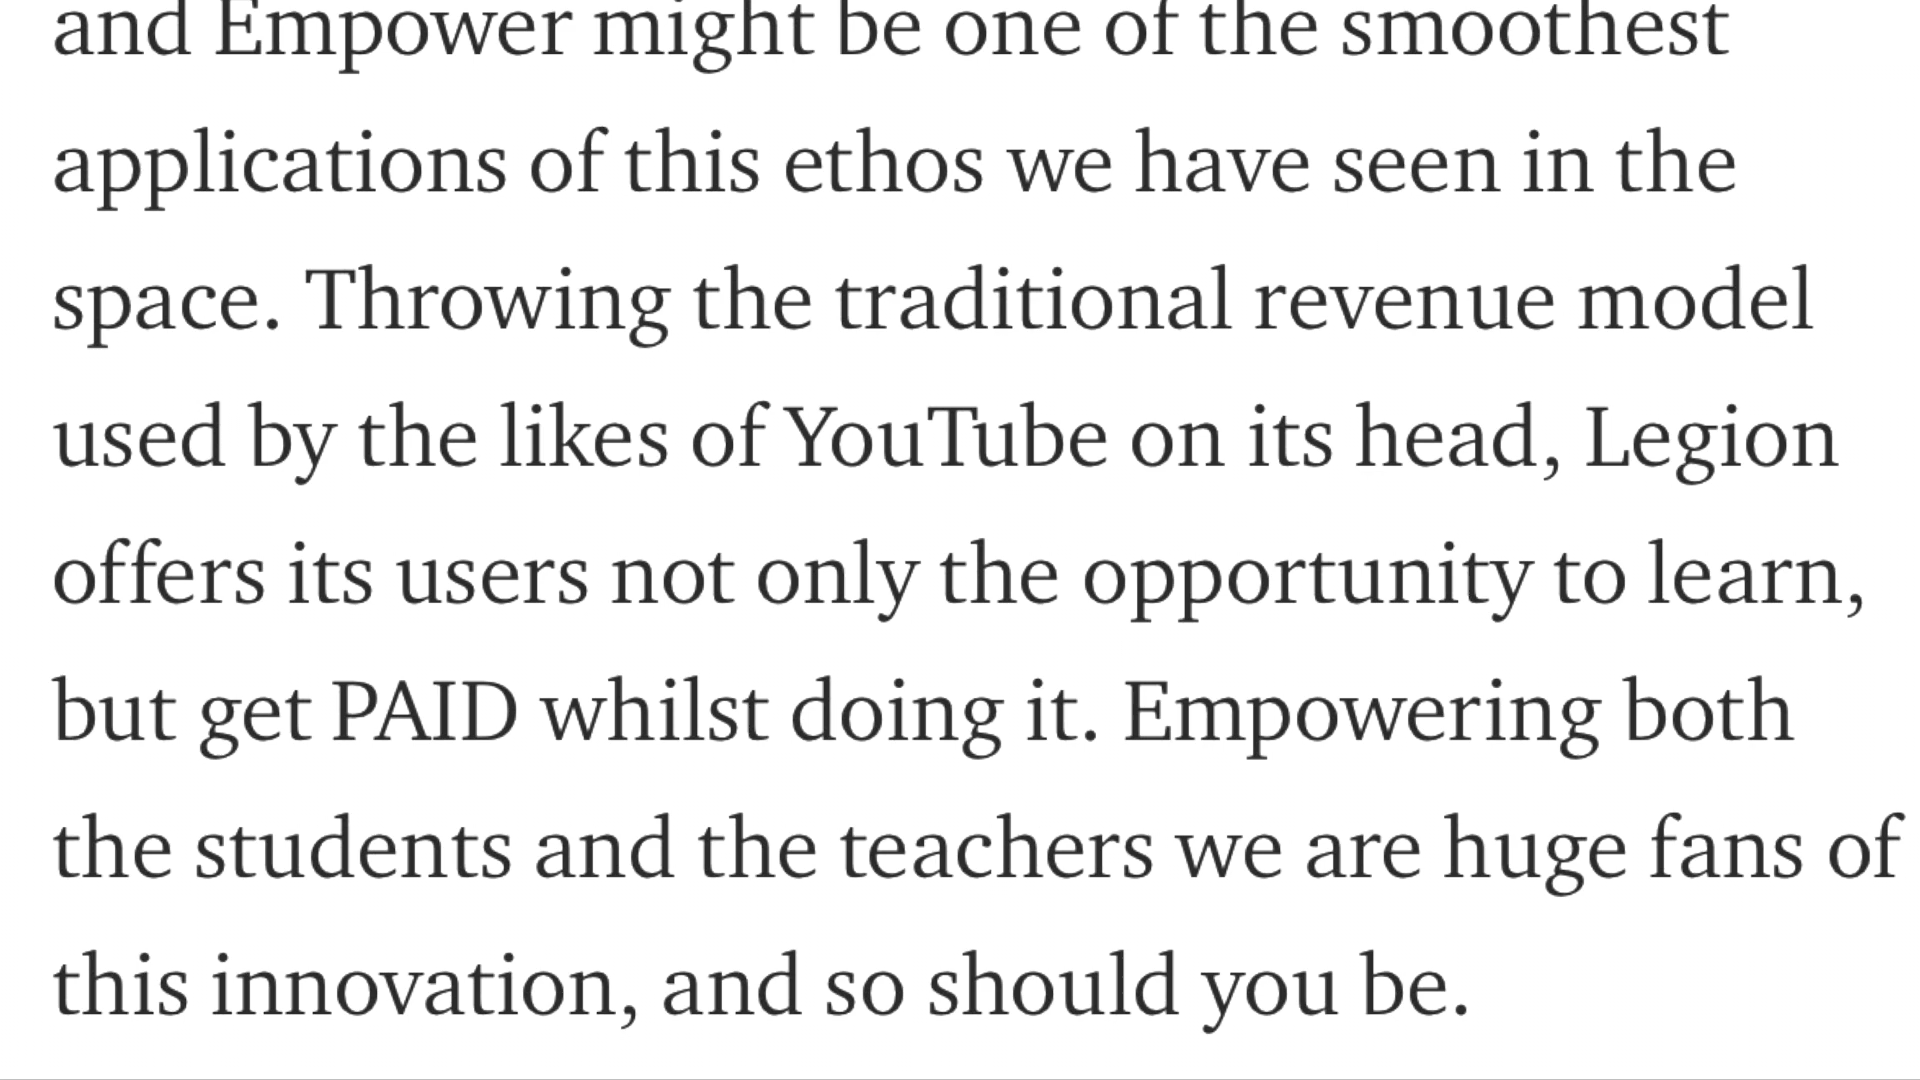 and Empower might be one of the smoothest
applications of this ethos we have seen in the
space. Throwing the traditional revenue model
used by the likes of YouTube on its head, Legion
offers its users not only the opportunity to learn,
but get PAID whilst doing it. Empowering both
the students and the teachers we are huge fans of
this innovation, and so should you be.